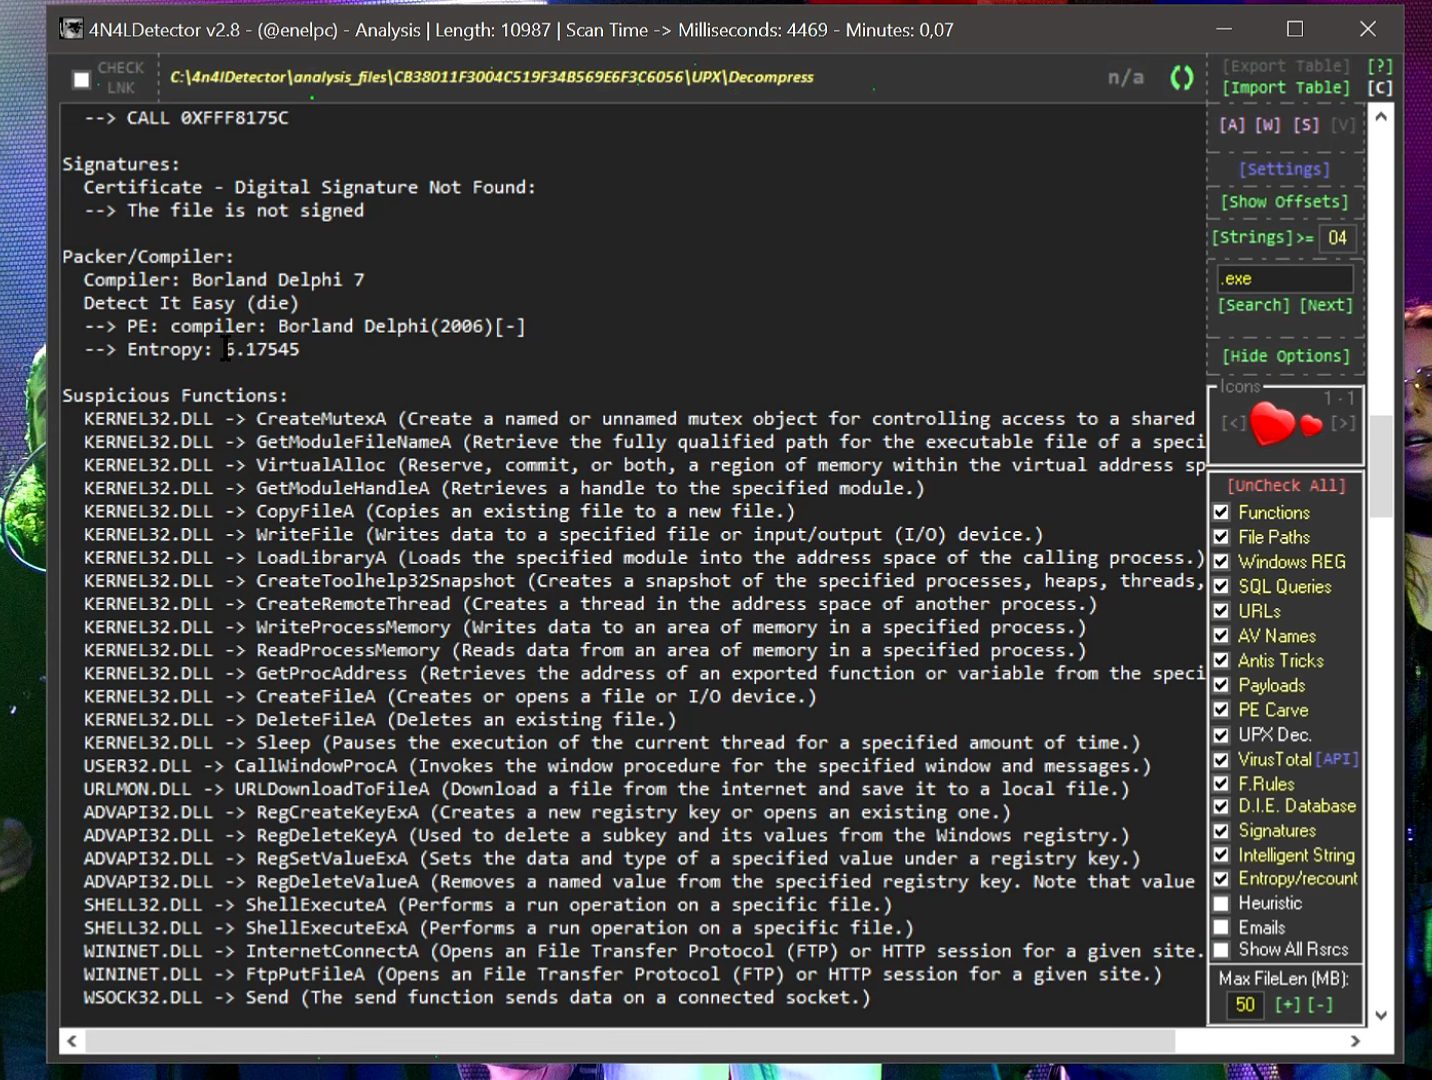 4N4LDetector v2.8 - (@enelpc) - Analysis | Length: 10987 | Scan Time -> Milliseconds: 4469 - Minutes: 0,07
CHECK
LNK
C:\4n4lDetector\analysis_files\CB38011F3004C519F34B569E6F3C6056\UPX\Decompress
n/a
[Export Table] [?]
[Import Table] [C]
--> CALL 0XFFF8175C
Signatures:
Certificate - Digital Signature Not Found:
--> The file is not signed
Packer/Compiler:
Compiler: Borland Delphi 7
Detect It Easy (die)
--> PE: compiler: Borland Delphi(2006)[-]
--> Entropy: 6.17545
Suspicious Functions:
KERNEL32.DLL -> CreateMutexA (Create a named or unnamed mutex object for controlling access to a shared
KERNEL32.DLL -> GetModuleFileNameA (Retrieve the fully qualified path for the executable file of a speci
KERNEL32.DLL -> VirtualAlloc (Reserve, commit, or both, a region of memory within the virtual address sp
KERNEL32.DLL -> GetModuleHandleA (Retrieves a handle to the specified module.)
KERNEL32.DLL -> CopyFileA (Copies an existing file to a new file.)
KERNEL32.DLL -> WriteFile (Writes data to a specified file or input/output (I/O) device.)
KERNEL32.DLL -> LoadLibraryA (Loads the specified module into the address space of the calling process.)
KERNEL32.DLL -> CreateToolhelp32Snapshot (Creates a snapshot of the specified processes, heaps, threads,
KERNEL32.DLL -> CreateRemoteThread (Creates a thread in the address space of another process.)
KERNEL32.DLL -> WriteProcessMemory (Writes data to an area of memory in a specified process.)
KERNEL32.DLL -> ReadProcessMemory (Reads data from an area of memory in a specified process.)
KERNEL32.DLL -> GetProcAddress (Retrieves the address of an exported function or variable from the speci
KERNEL32.DLL -> CreateFileA (Creates or opens a file or I/O device.)
KERNEL32.DLL -> DeleteFileA (Deletes an existing file.)
KERNEL32.DLL -> Sleep (Pauses the execution of the current thread for a specified amount of time.)
USER32.DLL -> CallWindowProcA (Invokes the window procedure for the specified window and messages.)
URLMON.DLL -> URLDownloadToFileA (Download a file from the internet and save it to a local file.)
ADVAPI32.DLL -> RegCreateKeyExA (Creates a new registry key or opens an existing one.)
ADVAPI32.DLL -> RegDeleteKeyA (Used to delete a subkey and its values from the Windows registry.)
ADVAPI32.DLL -> RegSetValueExA (Sets the data and type of a specified value under a registry key.)
ADVAPI32.DLL -> RegDeleteValueA (Removes a named value from the specified registry key. Note that value
SHELL32.DLL -> ShellExecuteA (Performs a run operation on a specific file.)
SHELL32.DLL -> ShellExecuteExA (Performs a run operation on a specific file.)
WININET.DLL -> InternetConnectA (Opens an File Transfer Protocol (FTP) or HTTP session for a given site.
WININET.DLL -> FtpPutFileA (Opens an File Transfer Protocol (FTP) or HTTP session for a given site.)
WSOCK32.DLL -> Send (The send function sends data on a connected socket.)
[A] [W] [S] [V]
[Settings]
[Show Offsets]
[Strings]>= 04
.exe
[Search] [Next]
[Hide Options]
Icons
1 - 1
[<] [>]
[UnCheck All]
Functions
File Paths
Windows REG
SQL Queries
URLs
AV Names
Antis Tricks
Payloads
PE Carve
UPX Dec.
VirusTotal [API]
F.Rules
D.I.E. Database
Signatures
Intelligent String
Entropy/recount
Heuristic
Emails
Show All Rsrcs
Max FileLen (MB):
50 [+] [-]